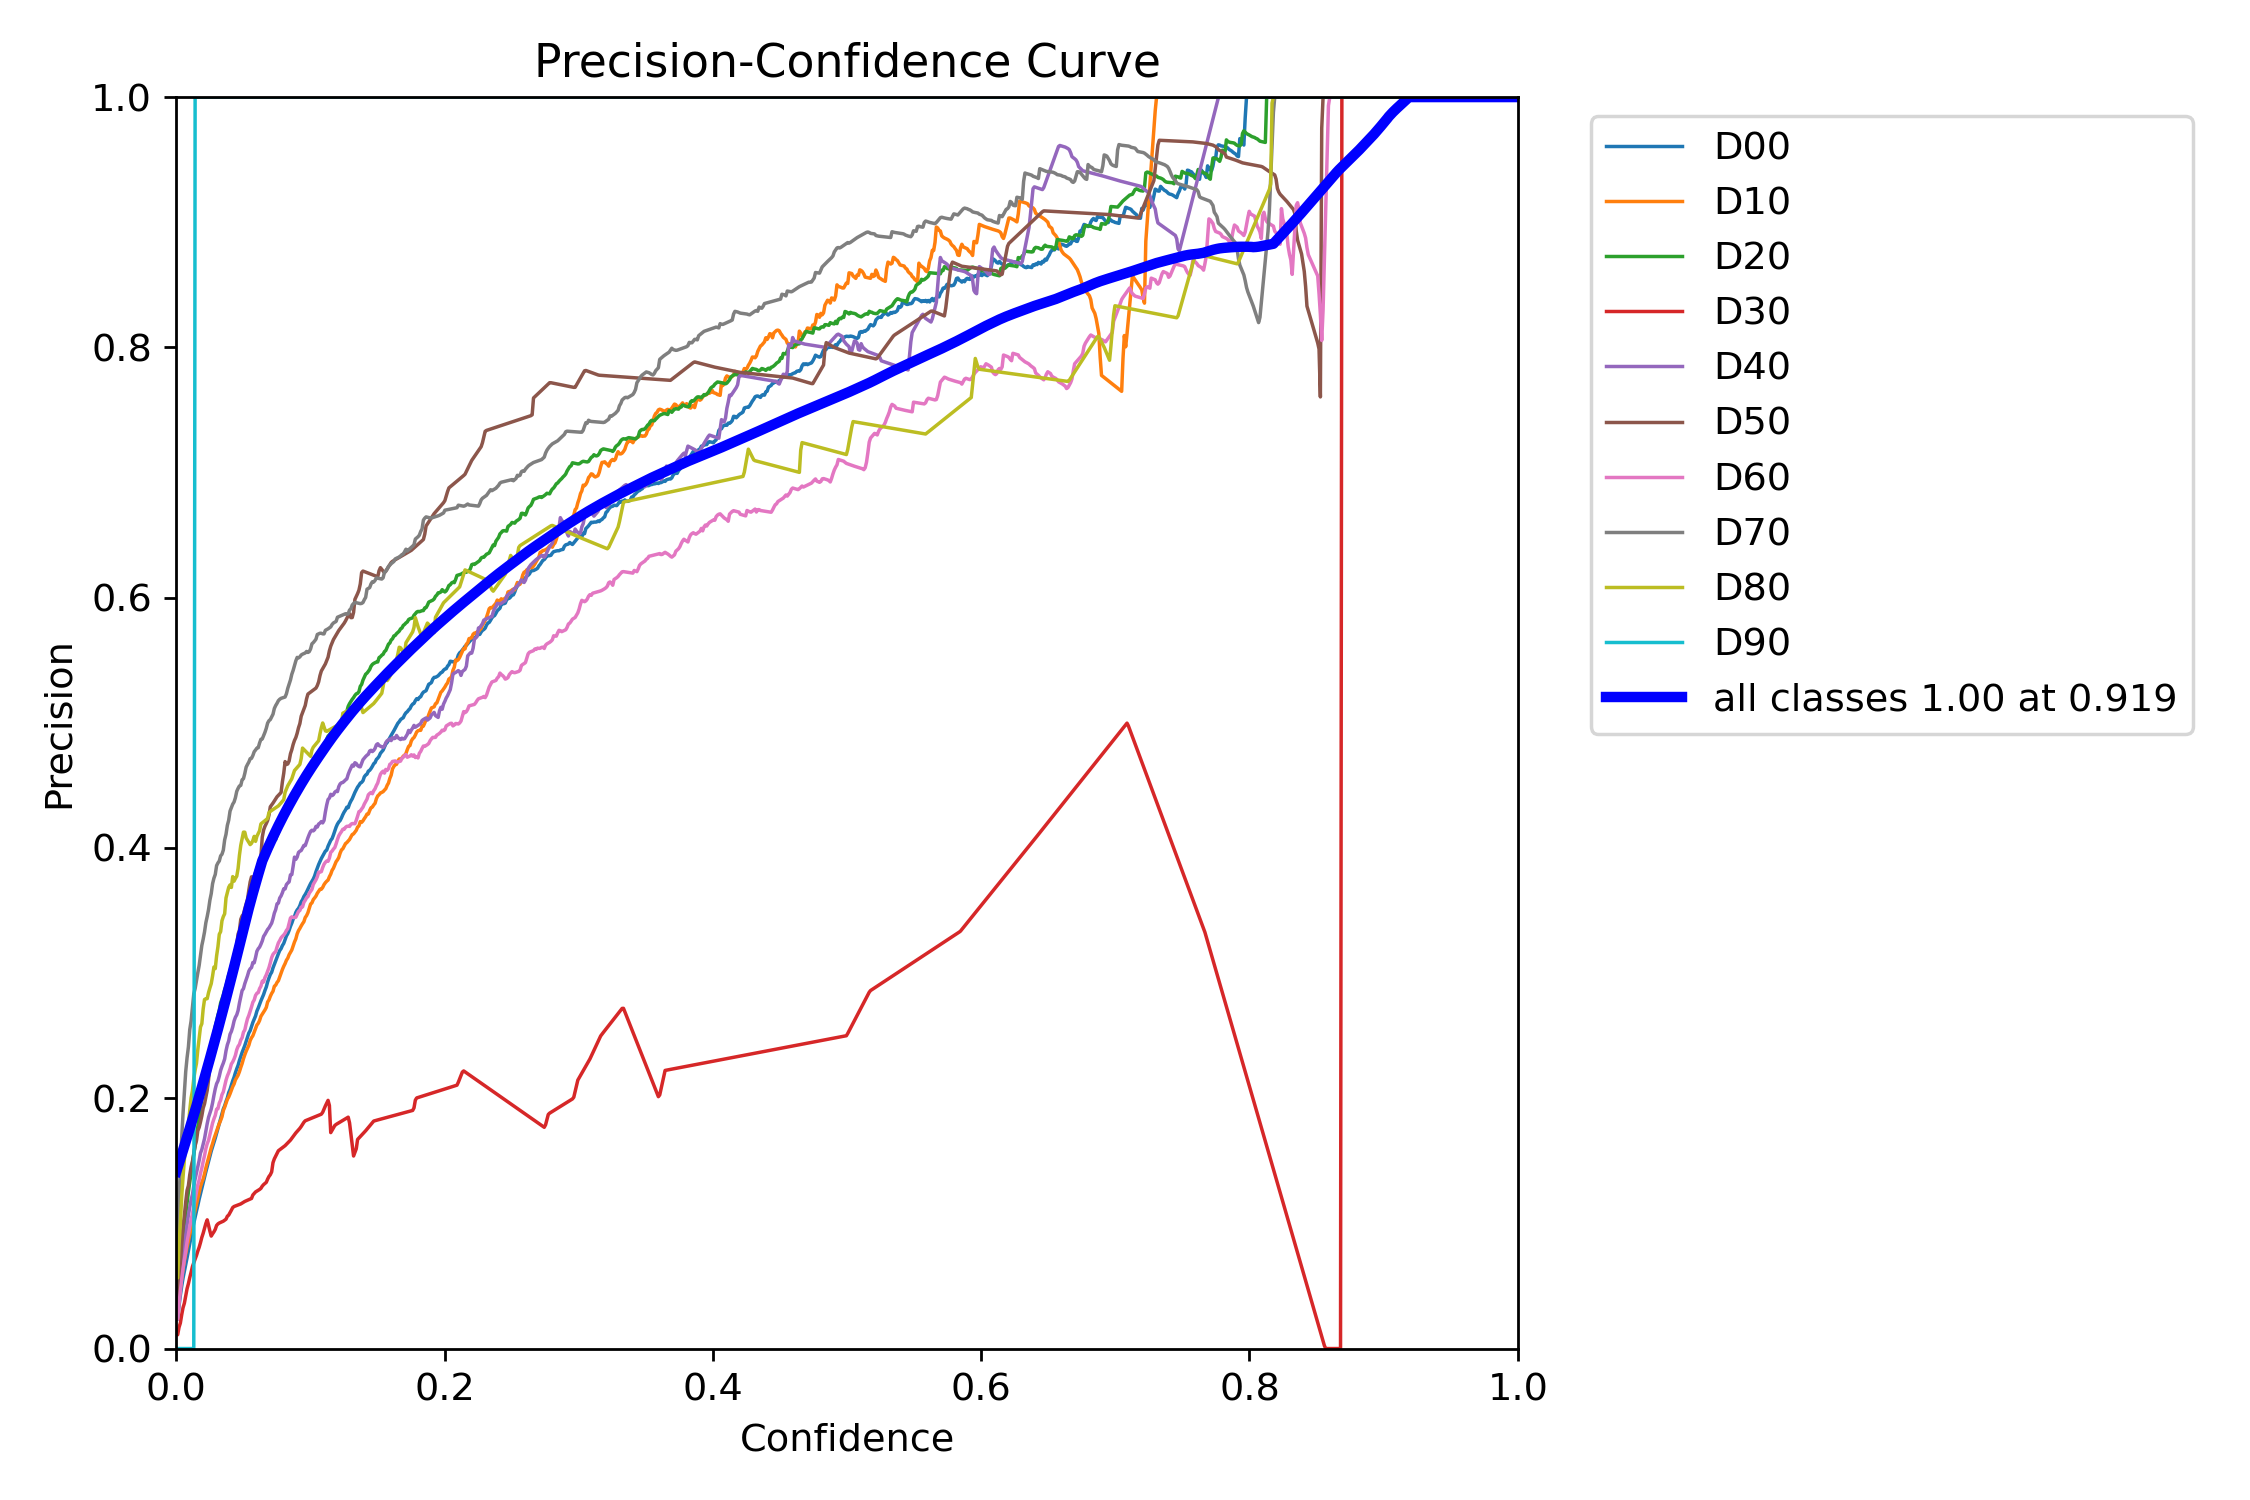 Precision-Confidence Curve
1.0
0.8
0.6
0.4
0.2
0.0
Precision
0.0 0.2 0.4 0.6 0.8 1.0
Confidence
D00
D10
D20
D30
D40
D50
D60
D70
D80
D90
all classes 1.00 at 0.919